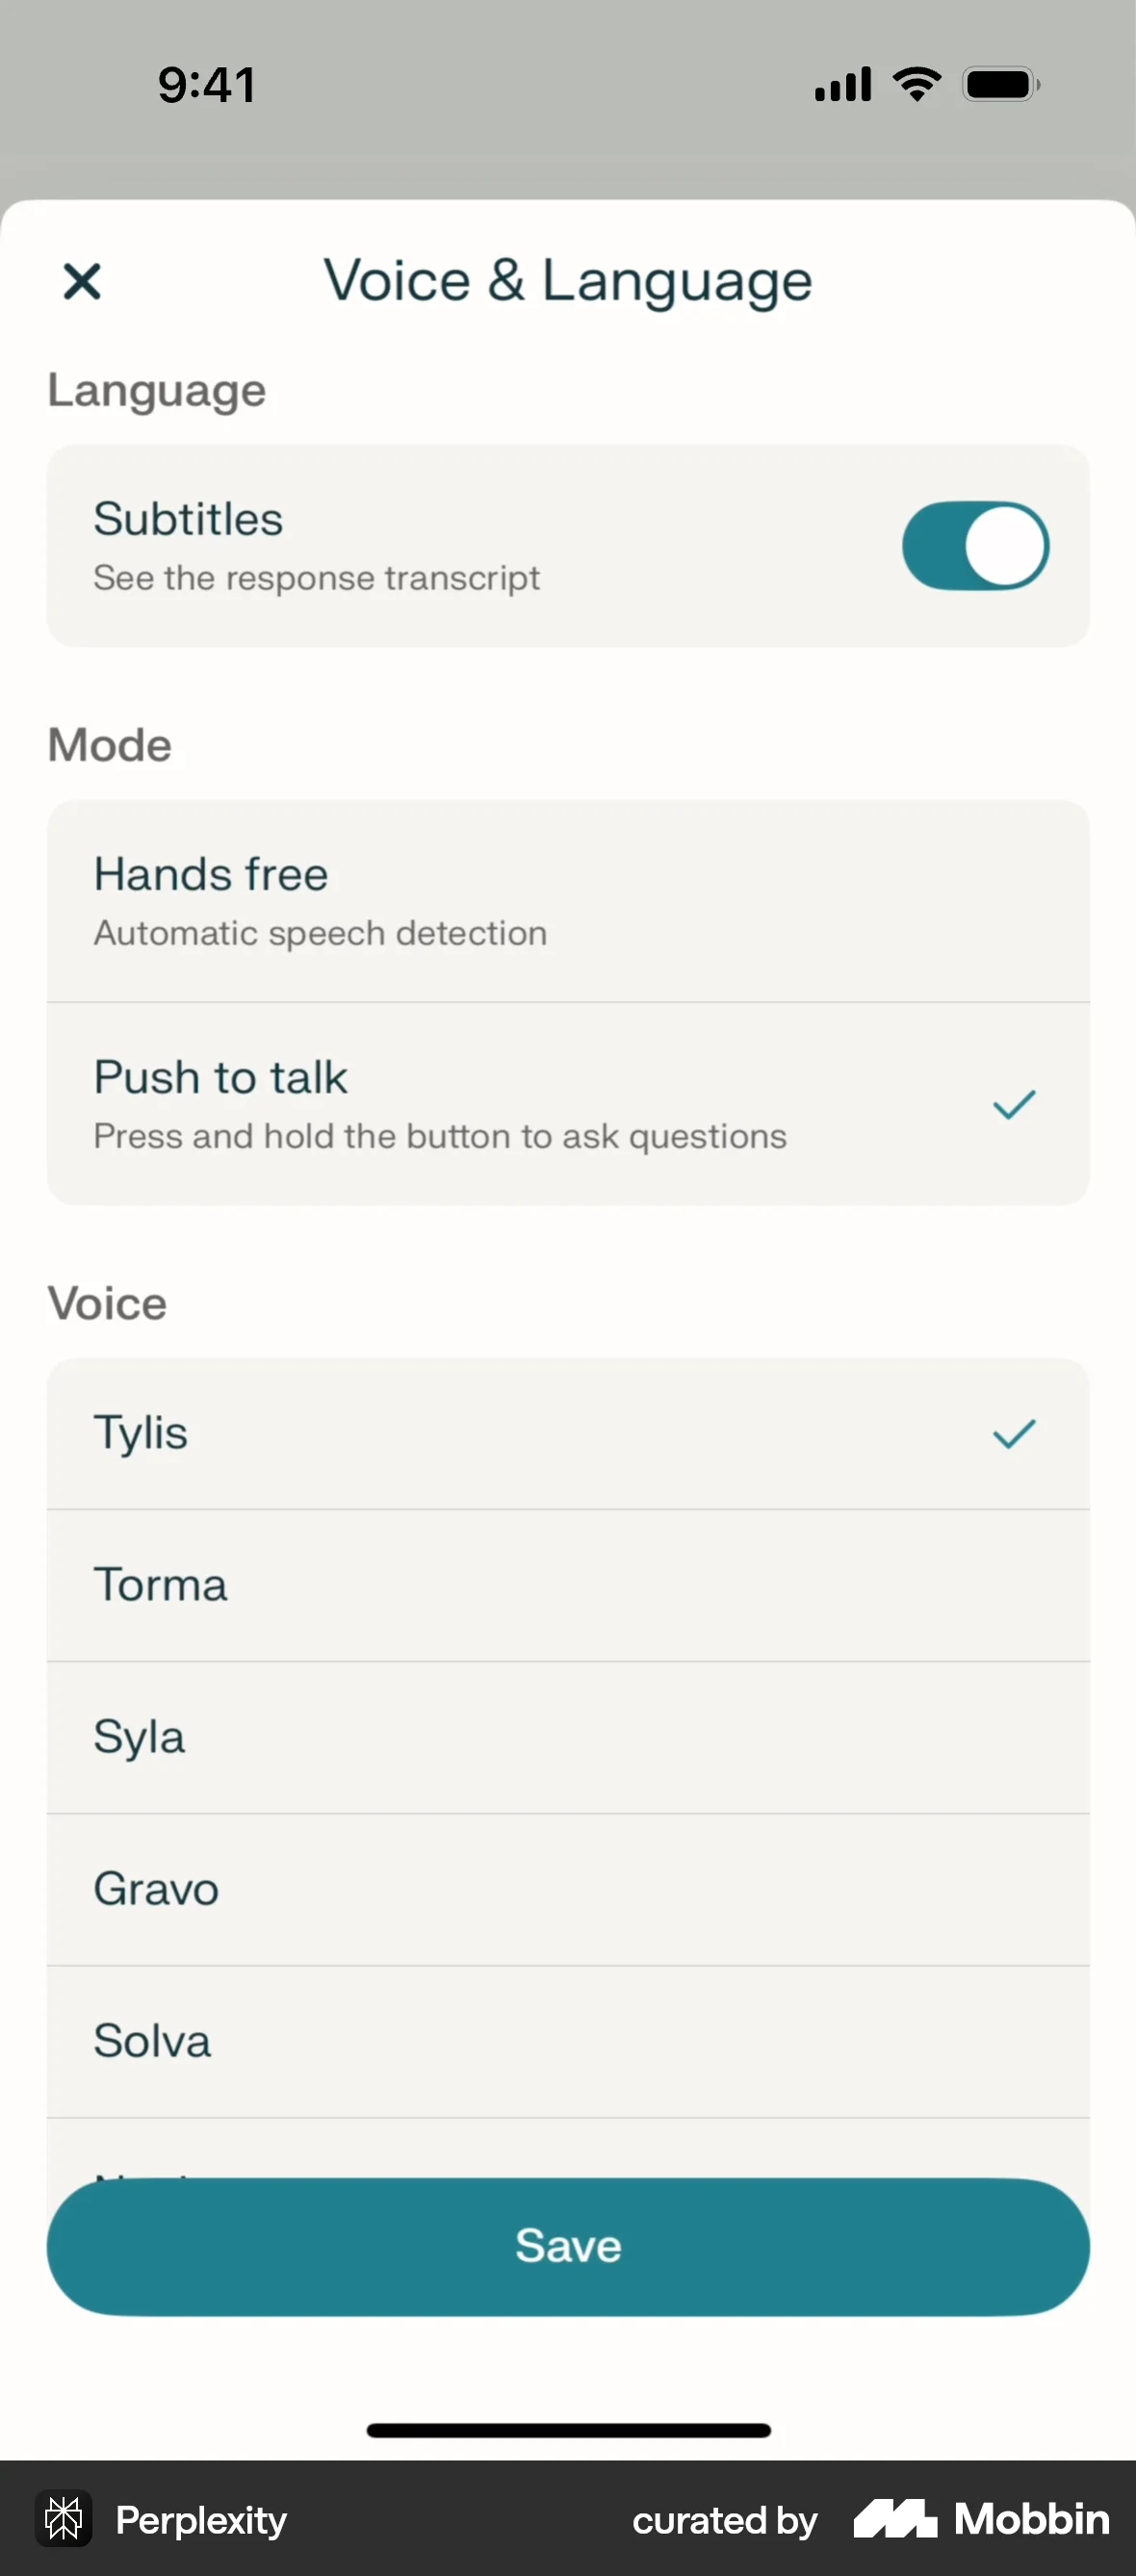 9:41
Voice & Language
Language
Subtitles
See the response transcript
Mode
Hands free
Automatic speech detection
Push to talk
Press and hold the button to ask questions
Voice
Tylis
Torma
Syla
Gravo
Solva
Save
Perplexity
curated by Mobbin